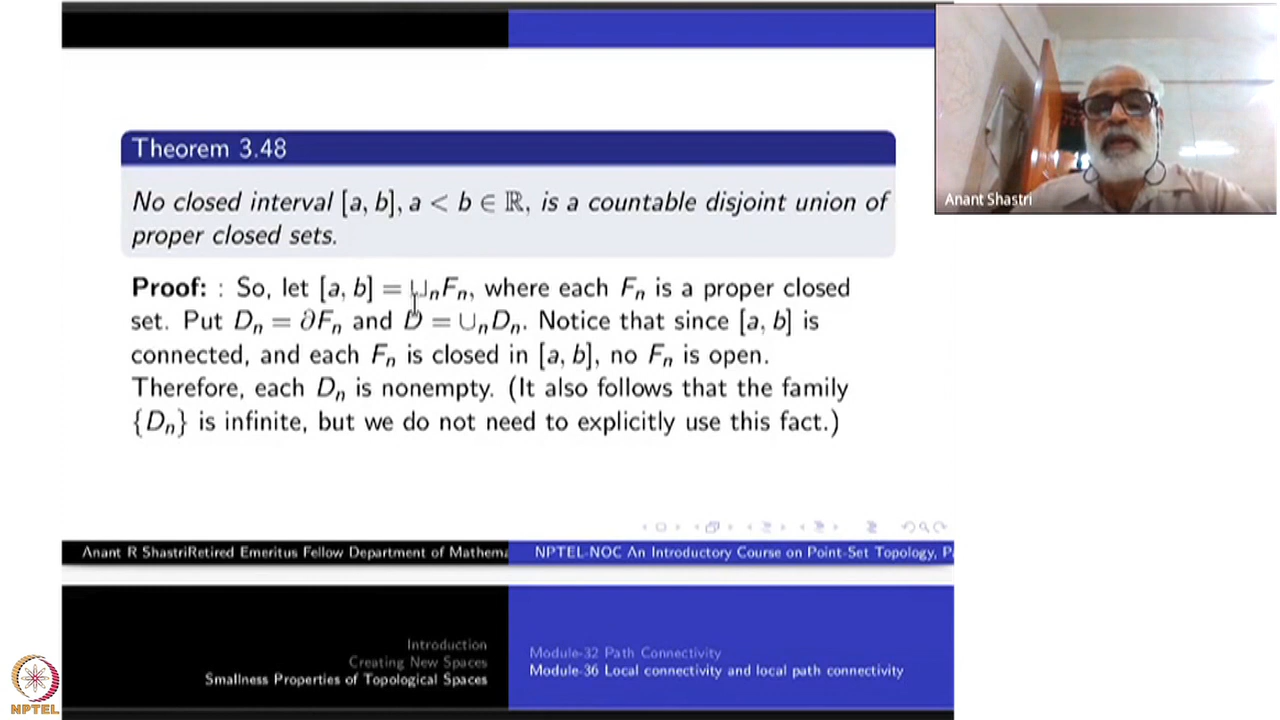 Anant Shastri
Theorem 3.48
No closed interval [a, b], a < b ∈ ℝ, is a countable disjoint union of
proper closed sets.
Proof: : So, let [a, b] = ⊔ₙFₙ, where each Fₙ is a proper closed
set. Put Dₙ = ∂Fₙ and D = ∪ₙDₙ. Notice that since [a, b] is
connected, and each Fₙ is closed in [a, b], no Fₙ is open.
Therefore, each Dₙ is nonempty. (It also follows that the family
{Dₙ} is infinite, but we do not need to explicitly use this fact.)
Anant R ShastriRetired Emeritus Fellow Department of Mathema
NPTEL-NOC An Introductory Course on Point-Set Topology, P
Introduction
Creating New Spaces
Smallness Properties of Topological Spaces
Module-32 Path Connectivity
Module-36 Local connectivity and local path connectivity
NPTEL